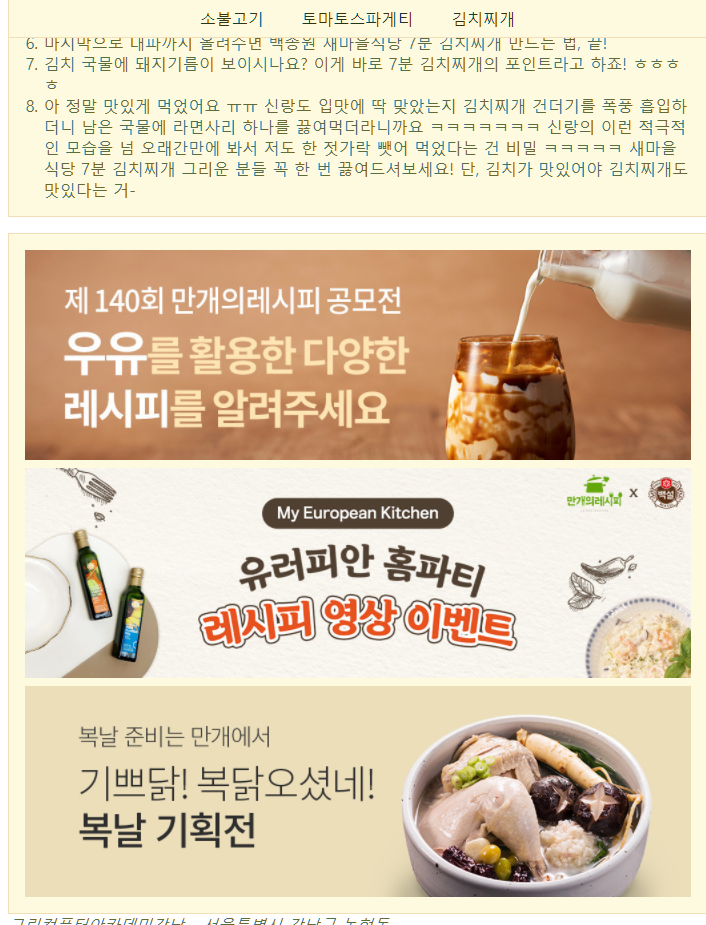 소불고기 토마토스파게티 김치찌개
6. 마지막으로 대파까지 올려주면 백종원 새마을식당 7분 김치찌개 만드는 법, 끝!
7. 김치 국물에 돼지기름이 보이시나요? 이게 바로 7분 김치찌개의 포인트라고 하죠! ㅎㅎㅎ
ㅎ
8. 아 정말 맛있게 먹었어요 ㅠㅠ 신랑도 입맛에 딱 맞았는지 김치찌개 건더기를 폭풍 흡입하
더니 남은 국물에 라면사리 하나를 끓여먹더라니까요 ㅋㅋㅋㅋㅋㅋㅋ 신랑의 이런 적극적
인 모습을 넘 오래간만에 봐서 저도 한 젓가락 뺏어 먹었다는 건 비밀 ㅋㅋㅋㅋㅋ 새마을
식당 7분 김치찌개 그리운 분들 꼭 한 번 끓여드셔보세요! 단, 김치가 맛있어야 김치찌개도
맛있다는 거-
제 140회 만개의레시피 공모전
우유를 활용한 다양한
레시피를 알려주세요
만개의레시피 x 백설
My European Kitchen
유러피안 홈파티
레시피 영상 이벤트
복날 준비는 만개에서
기쁘닭! 복닭오셨네!
복날 기획전
그린컴퓨터아카데미강남 서울특별시 강남구 논현동